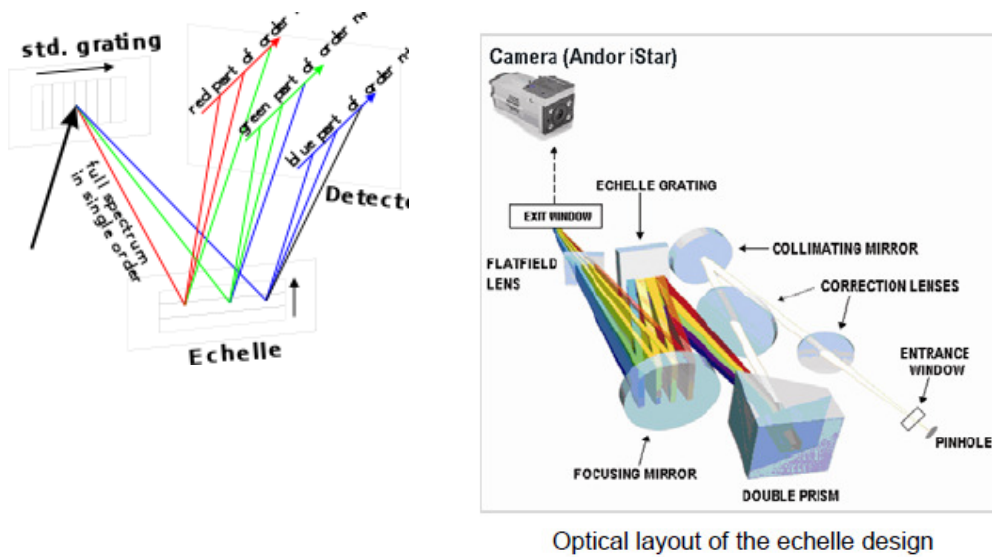 std. grating
red part of order
green part of order
blue part of order
full spectrum
in single order
Detecto
Echelle
Camera (Andor iStar)
ECHELLE GRATING
EXIT WINDOW
COLLIMATING MIRROR
FLATFIELD
LENS
CORRECTION LENSES
ENTRANCE
WINDOW
PINHOLE
FOCUSING MIRROR
DOUBLE PRISM
Optical layout of the echelle design